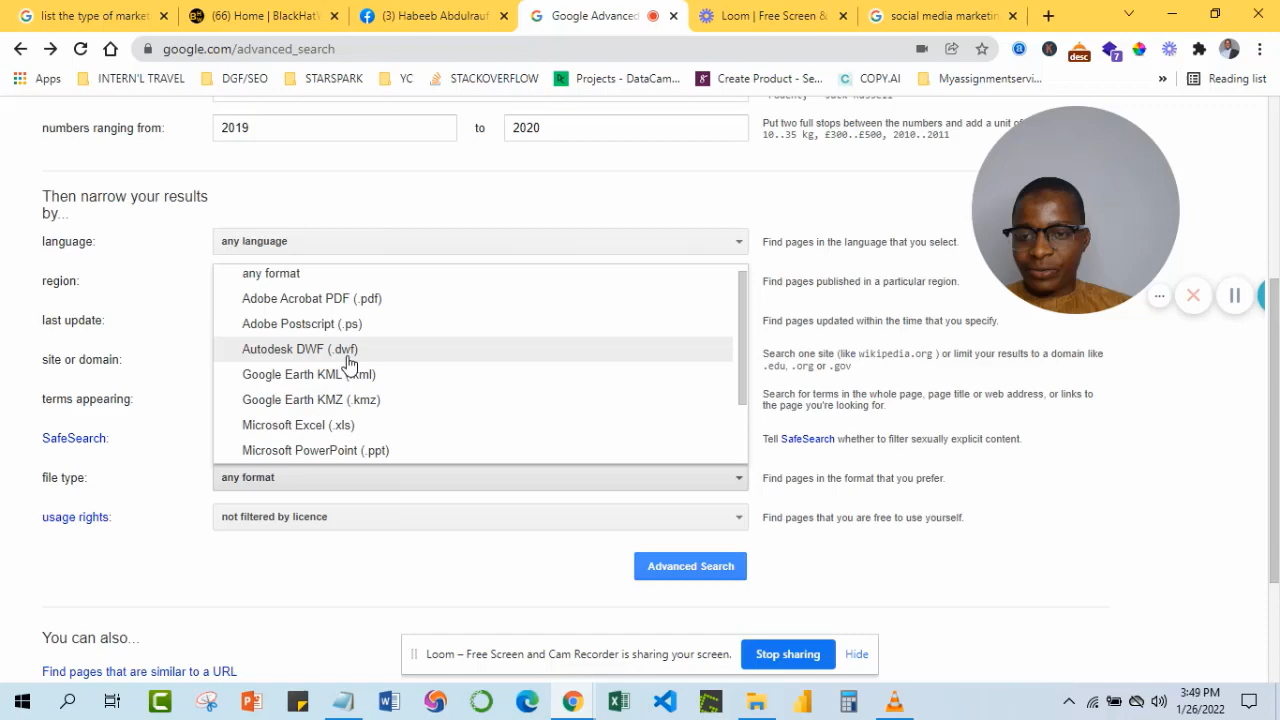 the type of market
(66) Home | BlackHatW
(3) Habeeb Abdulrauf
Google Advanced
Loom | Free Screen &
social media marketin
google.com/advanced_search
desc
7
Apps
INTERN'L TRAVEL
DGF/SEO
STARSPARK
YC
STACKOVERFLOW
Projects - DataCam...
Create Product - Se...
COPY.AI
Myassignmentservi...
Reading list
numbers ranging from:
2019
to
2020
Put two full stops between the numbers and add a unit of
10..35 kg, £300..£500, 2010..2011
Then narrow your results
by...
language:
any language
Find pages in the language that you select.
region:
any format
Adobe Acrobat PDF (.pdf)
Adobe Postscript (.ps)
Autodesk DWF (.dwf)
Google Earth KML (.kml)
Google Earth KMZ (.kmz)
Microsoft Excel (.xls)
Microsoft PowerPoint (.ppt)
Find pages published in a particular region.
last update:
Find pages updated within the time that you specify.
site or domain:
Search one site (like wikipedia.org ) or limit your results to a domain like
.edu, .org or .gov
terms appearing:
Search for terms in the whole page, page title or web address, or links to
the page you're looking for.
SafeSearch:
Tell SafeSearch whether to filter sexually explicit content.
file type:
any format
Find pages in the format that you prefer.
usage rights:
not filtered by licence
Find pages that you are free to use yourself.
Advanced Search
You can also...
Loom – Free Screen and Cam Recorder is sharing your screen.
Stop sharing
Hide
Find pages that are similar to a URL
3:49 PM
1/26/2022